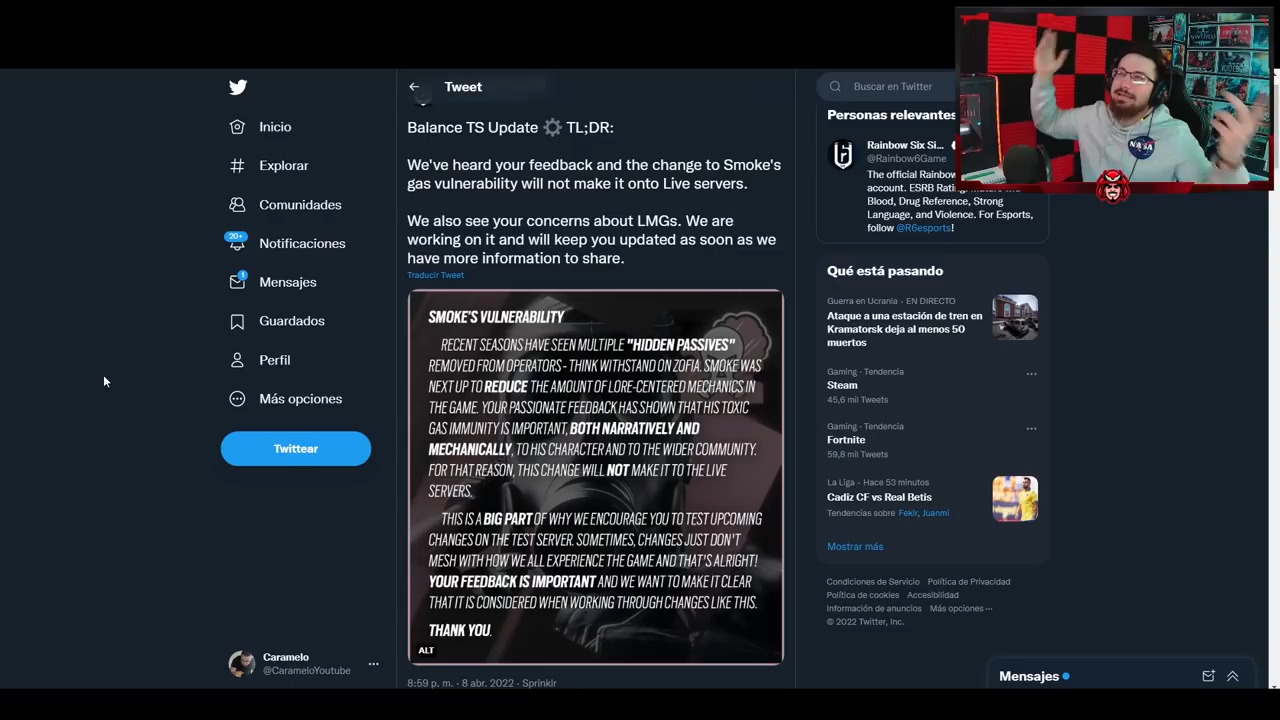 Tweet
Balance TS Update TL;DR:
We've heard your feedback and the change to Smoke's
gas vulnerability will not make it onto Live servers.
We also see your concerns about LMGs. We are
working on it and will keep you updated as soon as we
have more information to share.
Traducir Tweet
SMOKE'S VULNERABILITY
RECENT SEASONS HAVE SEEN MULTIPLE "HIDDEN PASSIVES"
REMOVED FROM OPERATORS - THINK WITHSTAND ON ZOFIA. SMOKE WAS
NEXT UP TO REDUCE THE AMOUNT OF LORE-CENTERED MECHANICS IN
THE GAME. YOUR PASSIONATE FEEDBACK HAS SHOWN THAT HIS TOXIC
GAS IMMUNITY IS IMPORTANT, BOTH NARRATIVELY AND
MECHANICALLY, TO HIS CHARACTER AND TO THE WIDER COMMUNITY.
FOR THAT REASON, THIS CHANGE WILL NOT MAKE IT TO THE LIVE
SERVERS.
THIS IS A BIG PART OF WHY WE ENCOURAGE YOU TO TEST UPCOMING
CHANGES ON THE TEST SERVER. SOMETIMES, CHANGES JUST DON'T
MESH WITH HOW WE ALL EXPERIENCE THE GAME AND THAT'S ALRIGHT!
YOUR FEEDBACK IS IMPORTANT AND WE WANT TO MAKE IT CLEAR
THAT IT IS CONSIDERED WHEN WORKING THROUGH CHANGES LIKE THIS.
THANK YOU.
ALT
8:59 p. m. · 8 abr. 2022 · Sprinklr
Inicio
Explorar
Comunidades
20+
Notificaciones
1
Mensajes
Guardados
Perfil
Más opciones
Twittear
Caramelo
@CarameloYoutube
Buscar en Twitter
Personas relevantes
Rainbow Six Si...
@Rainbow6Game
The official Rainbow
account. ESRB Rating:
Blood, Drug Reference, Strong
Language, and Violence. For Esports,
follow @R6esports!
Qué está pasando
Guerra en Ucrania · EN DIRECTO
Ataque a una estación de tren en
Kramatorsk deja al menos 50
muertos
Gaming · Tendencia
Steam
45,6 mil Tweets
Gaming · Tendencia
Fortnite
59,8 mil Tweets
La Liga · Hace 53 minutos
Cadiz CF vs Real Betis
Tendencias sobre Fekir, Juanmi
Mostrar más
Condiciones de Servicio Política de Privacidad
Política de cookies Accesibilidad
Información de anuncios Más opciones ···
© 2022 Twitter, Inc.
Mensajes
NASA